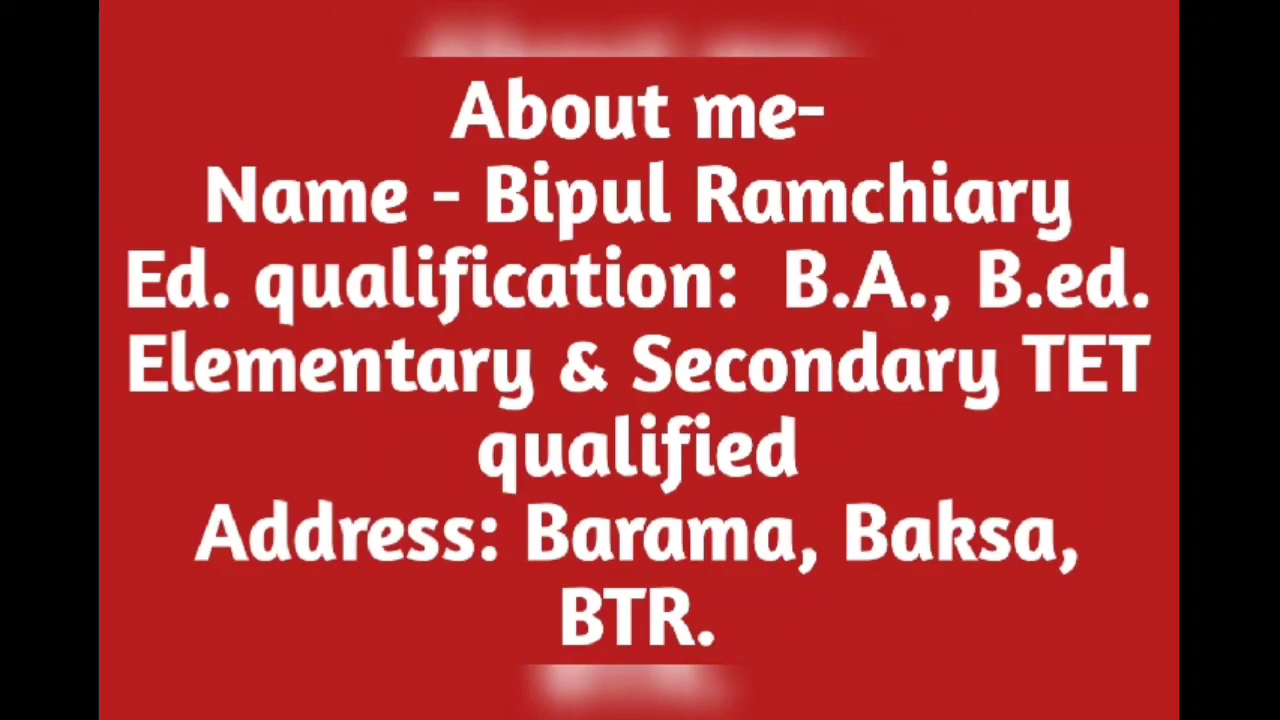 About me-
Name - Bipul Ramchiary
Ed. qualification:  B.A., B.ed.
Elementary & Secondary TET
qualified
Address: Barama, Baksa,
BTR.